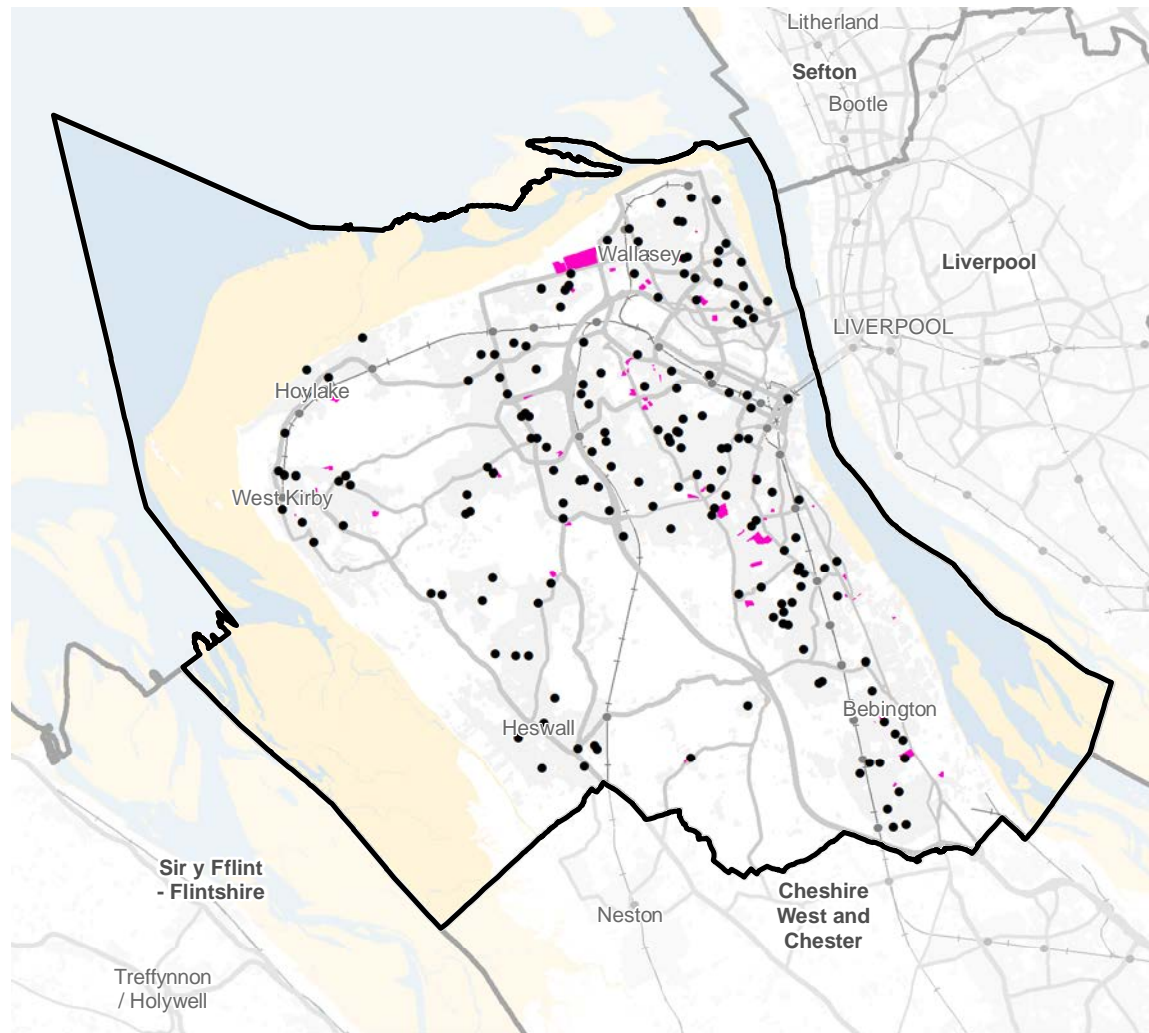 Litherland
Sefton
Bootle
Wallasey
Liverpool
LIVERPOOL
Hoylake
West Kirby
Heswall
Bebington
Sir y Fflint
- Flintshire
Cheshire
West and
Chester
Neston
Treffynnon
/ Holywell